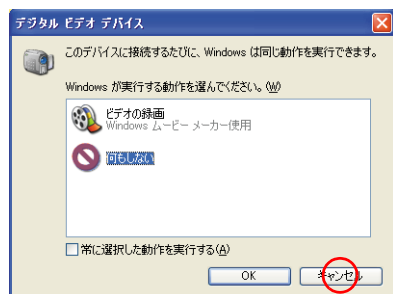 デジタル ビデオ デバイス
このデバイスに接続するたびに、Windows は同じ動作を実行できます。
Windows が実行する動作を選んでください。(W)
ビデオの録画
Windows ムービー メーカー使用
何もしない
常に選択した動作を実行する(A)
OK
キャンセル